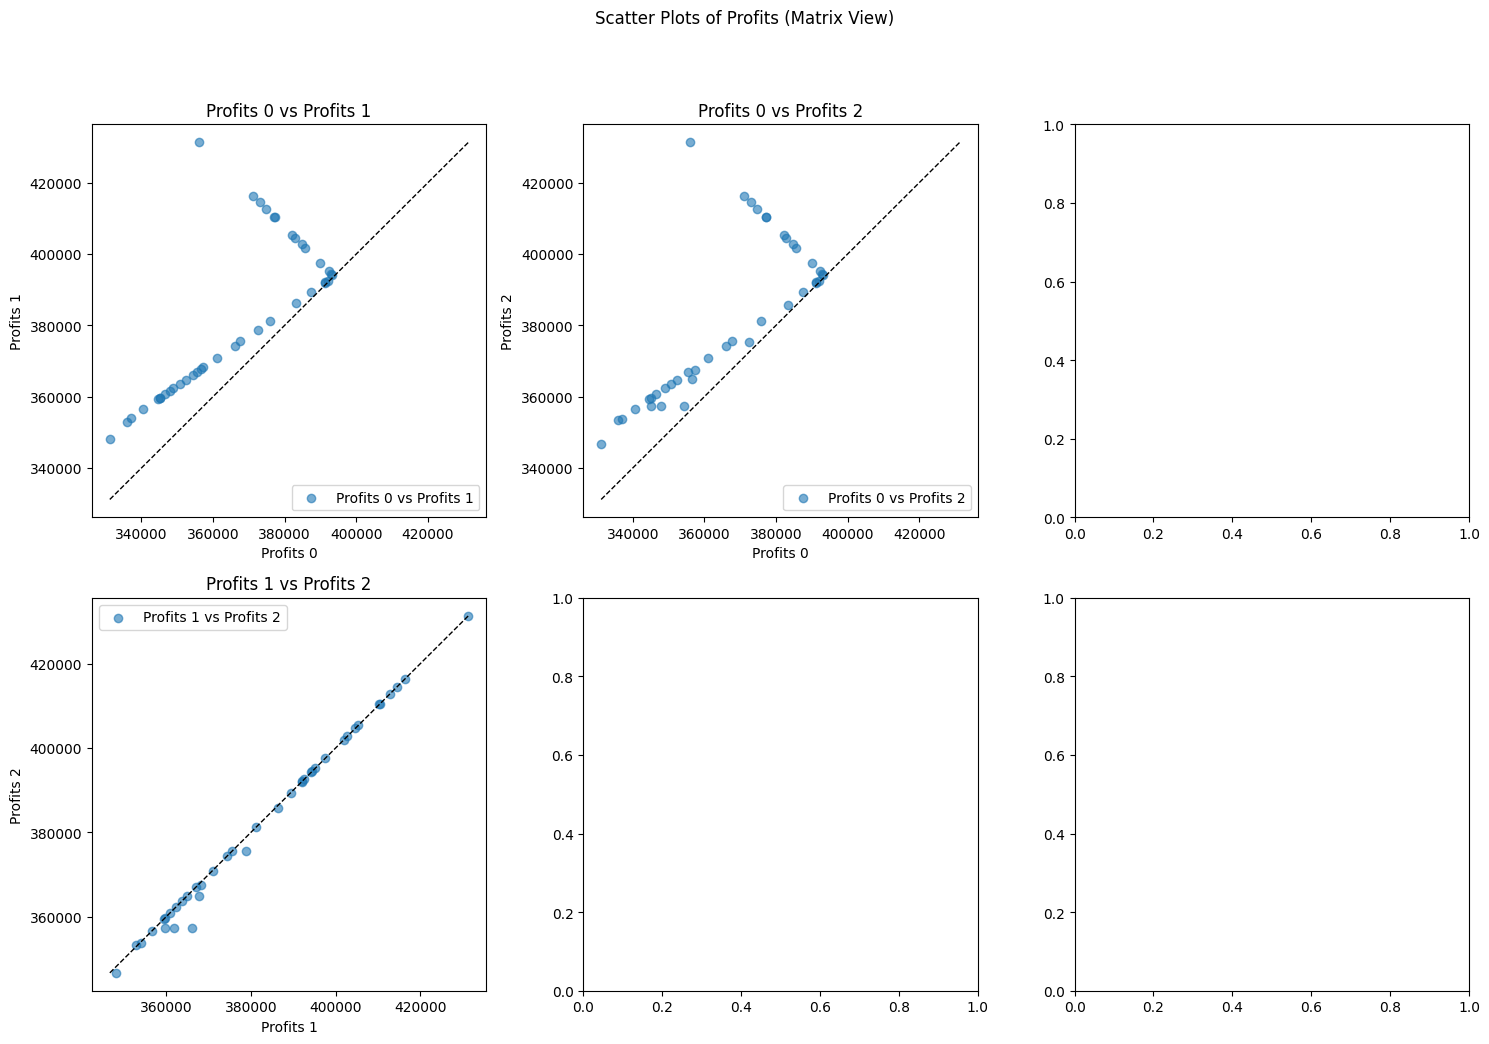 Scatter Plots of Profits (Matrix View)
Profits 0 vs Profits 1
420000
400000
380000
360000
340000
Profits 1
Profits 0 vs Profits 1
340000 360000 380000 400000 420000
Profits 0
Profits 0 vs Profits 2
420000
400000
380000
360000
340000
Profits 2
Profits 0 vs Profits 2
340000 360000 380000 400000 420000
Profits 0
1.0
0.8
0.6
0.4
0.2
0.0
0.0 0.2 0.4 0.6 0.8 1.0
Profits 1 vs Profits 2
Profits 1 vs Profits 2
420000
400000
380000
360000
Profits 2
360000 380000 400000 420000
Profits 1
1.0
0.8
0.6
0.4
0.2
0.0
0.0 0.2 0.4 0.6 0.8 1.0
1.0
0.8
0.6
0.4
0.2
0.0
0.0 0.2 0.4 0.6 0.8 1.0